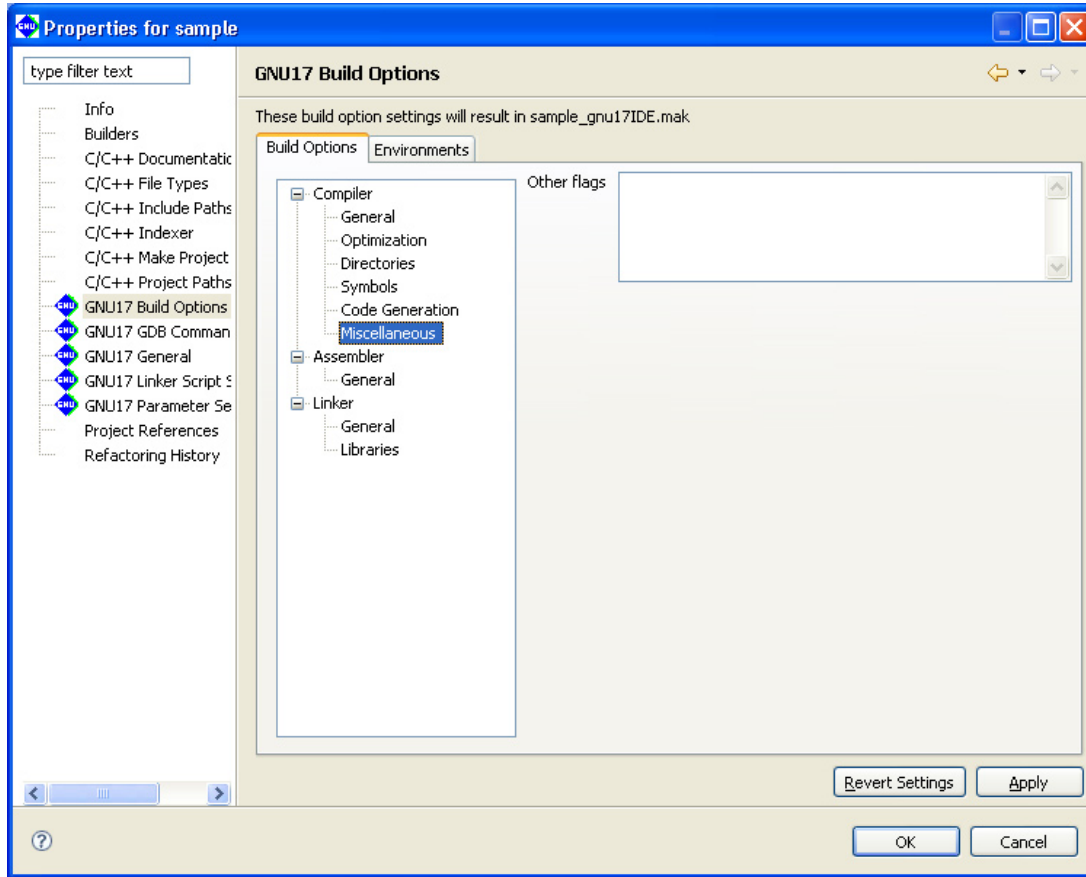 Properties for sample
type filter text
Info
Builders
C/C++ Documentatic
C/C++ File Types
C/C++ Include Paths
C/C++ Indexer
C/C++ Make Project
C/C++ Project Paths
GNU17 Build Options
GNU17 GDB Comman
GNU17 General
GNU17 Linker Script S
GNU17 Parameter Se
Project References
Refactoring History
GNU17 Build Options
These build option settings will result in sample_gnu17IDE.mak
Build Options Environments
Compiler
General
Optimization
Directories
Symbols
Code Generation
Miscellaneous
Assembler
General
Linker
General
Libraries
Other flags
Revert Settings Apply
OK Cancel